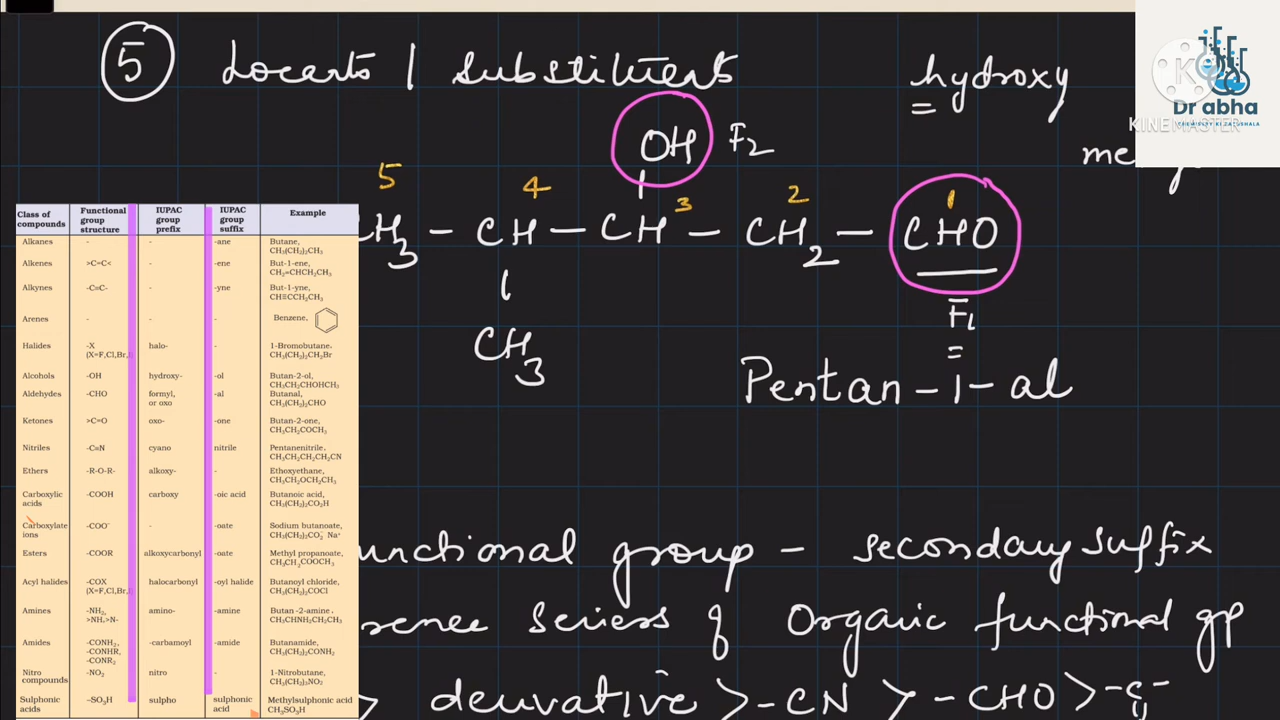 5 Locants | Substituents
hydroxy
Dr abha
CHEMISTRY KI PATHSHALA
KINEMASTER
OH F2
5 4 3 2 1
CH3 — CH — CH — CH2 — CHO
CH3
F1
Pentan-1-al
functional group - secondary suffix
series of Organic functional gp
> derivative > -CN > -CHO >
Class of compounds Functional group structure IUPAC group prefix IUPAC group suffix Example
Alkanes - - -ane Butane, CH3(CH2)2CH3
Alkenes >C=C< - -ene But-1-ene, CH2=CHCH2CH3
Alkynes -C≡C- - -yne But-1-yne, CH≡CCH2CH3
Arenes - - - Benzene,
Halides -X (X=F,Cl,Br,I) halo- - 1-Bromobutane, CH3(CH2)2CH2Br
Alcohols -OH hydroxy- -ol Butan-2-ol, CH3CH2CHOHCH3
Aldehydes -CHO formyl, or oxo -al Butanal, CH3(CH2)2CHO
Ketones >C=O oxo- -one Butan-2-one, CH3CH2COCH3
Nitriles -C≡N cyano nitrile Pentanenitrile, CH3CH2CH2CH2CN
Ethers -R-O-R- alkoxy- - Ethoxyethane, CH3CH2OCH2CH3
Carboxylic acids -COOH carboxy -oic acid Butanoic acid, CH3(CH2)2CO2H
Carboxylate ions -COO⁻ - -oate Sodium butanoate, CH3(CH2)2CO2⁻ Na⁺
Esters -COOR alkoxycarbonyl -oate Methyl propanoate, CH3CH2COOCH3
Acyl halides -COX (X=F,Cl,Br,I) halocarbonyl -oyl halide Butanoyl chloride, CH3(CH2)2COCl
Amines -NH2, >NH,>N- amino- -amine Butan -2-amine, CH3CHNH2CH2CH3
Amides -CONH2, -CONHR, -CONR2 -carbamoyl -amide Butanamide, CH3(CH2)2CONH2
Nitro compounds -NO2 nitro - 1-Nitrobutane, CH3(CH2)3NO2
Sulphonic acids -SO3H sulpho sulphonic acid Methylsulphonic acid CH3SO3H